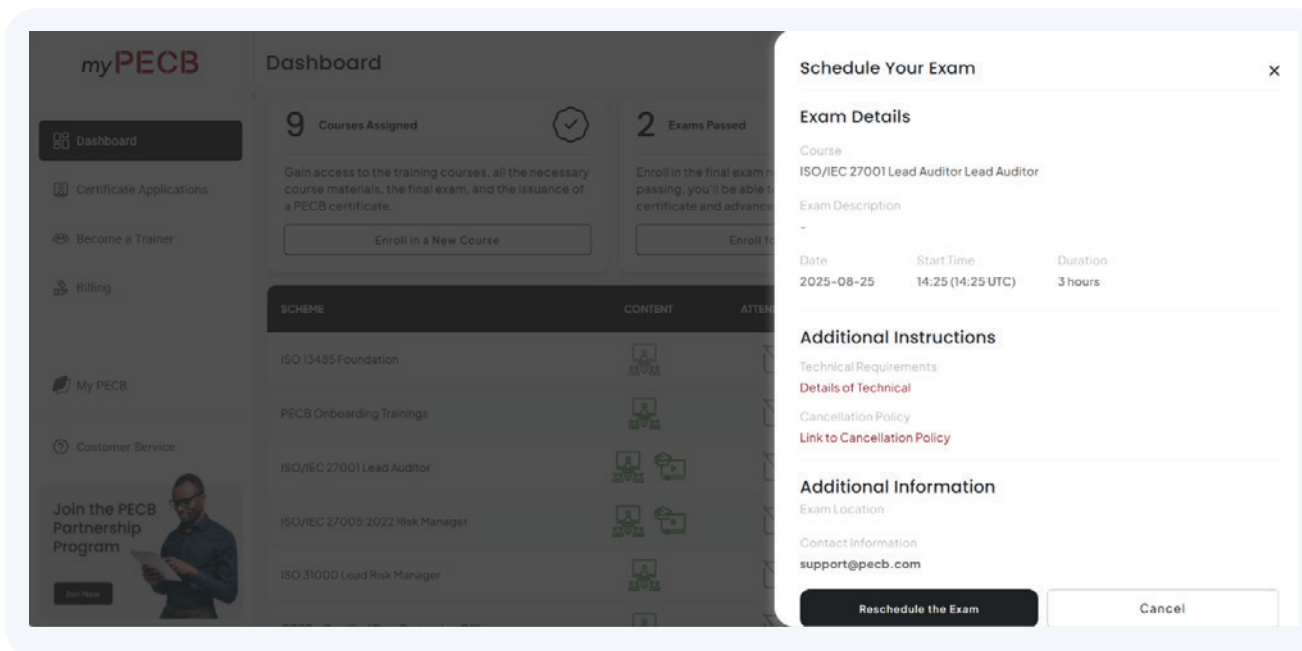 myPECB
Dashboard
Dashboard
Certificate Applications
Become a Trainer
Billing
My PECB
Customer Service
Join the PECB
Partnership
Program
Join Now
9 Courses Assigned
Gain access to the training courses, all the necessary
course materials, the final exam, and the issuance of
a PECB certificate.
Enroll in a New Course
2 Exams Passed
Enroll in the final exam
passing, you'll be able
certificate and advance
Enroll
SCHEME
CONTENT
ISO 13485 Foundation
PECB Onboarding Trainings
ISO/IEC 27001 Lead Auditor
ISO/IEC 27005:2022 Risk Manager
ISO 31000 Lead Risk Manager
Schedule Your Exam
Exam Details
Course
ISO/IEC 27001 Lead Auditor Lead Auditor
Exam Description
-
Date Start Time Duration
2025-08-25 14:25 (14:25 UTC) 3 hours
Additional Instructions
Technical Requirements
Details of Technical
Cancellation Policy
Link to Cancellation Policy
Additional Information
Exam Location
Contact Information
support@pecb.com
Reschedule the Exam
Cancel